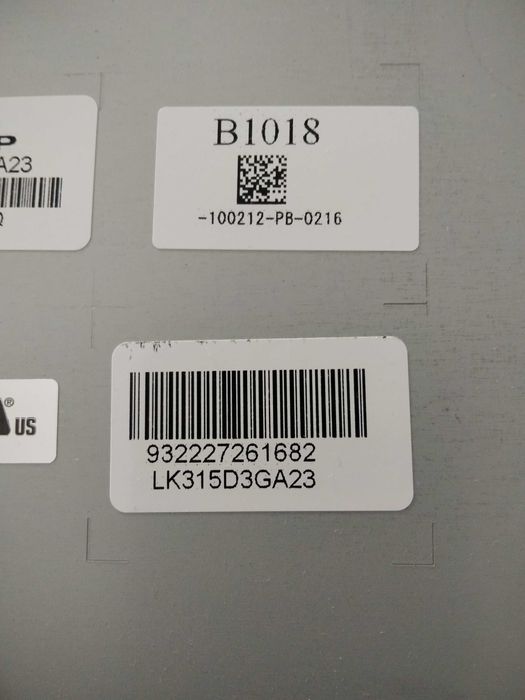 P
A23
Q
B1018
-100212-PB-0216
® US
932227261682
LK315D3GA23